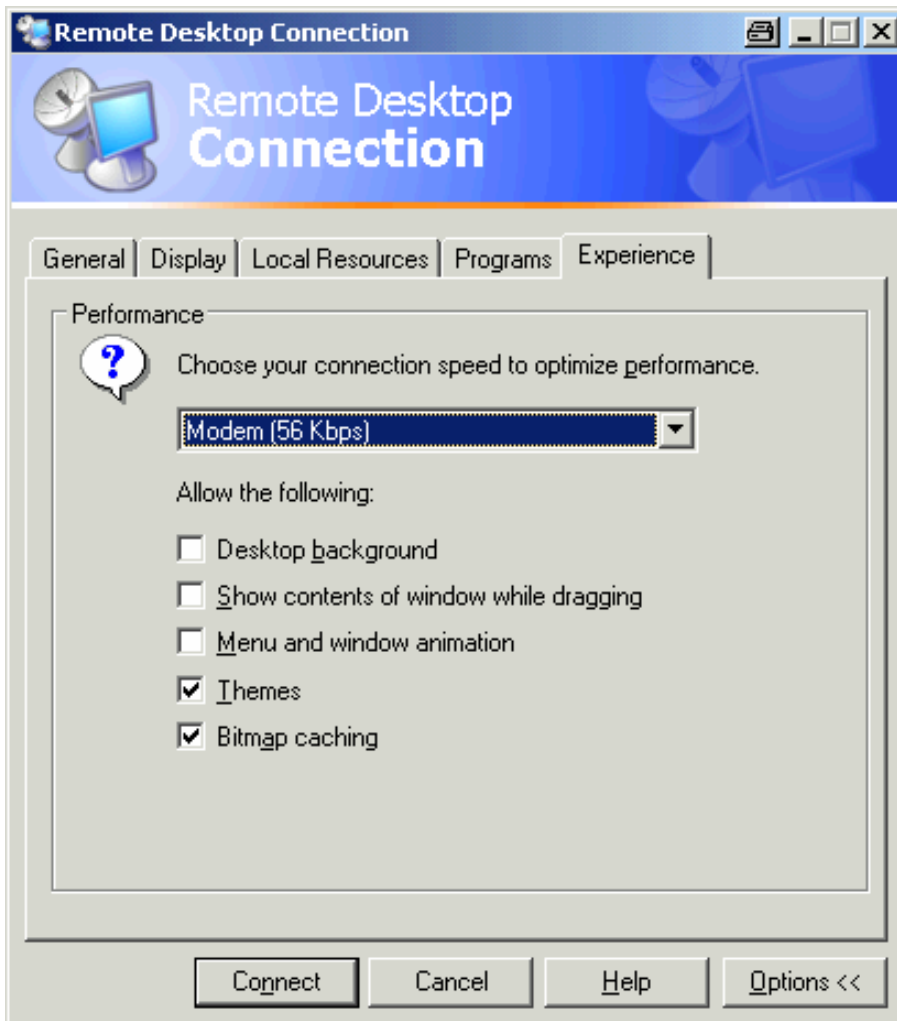 Remote Desktop Connection
Remote Desktop
Connection
General Display Local Resources Programs Experience
Performance
?
Choose your connection speed to optimize performance.
Modem (56 Kbps)
Allow the following:
Desktop background
Show contents of window while dragging
Menu and window animation
Themes
Bitmap caching
Connect Cancel Help Options <<